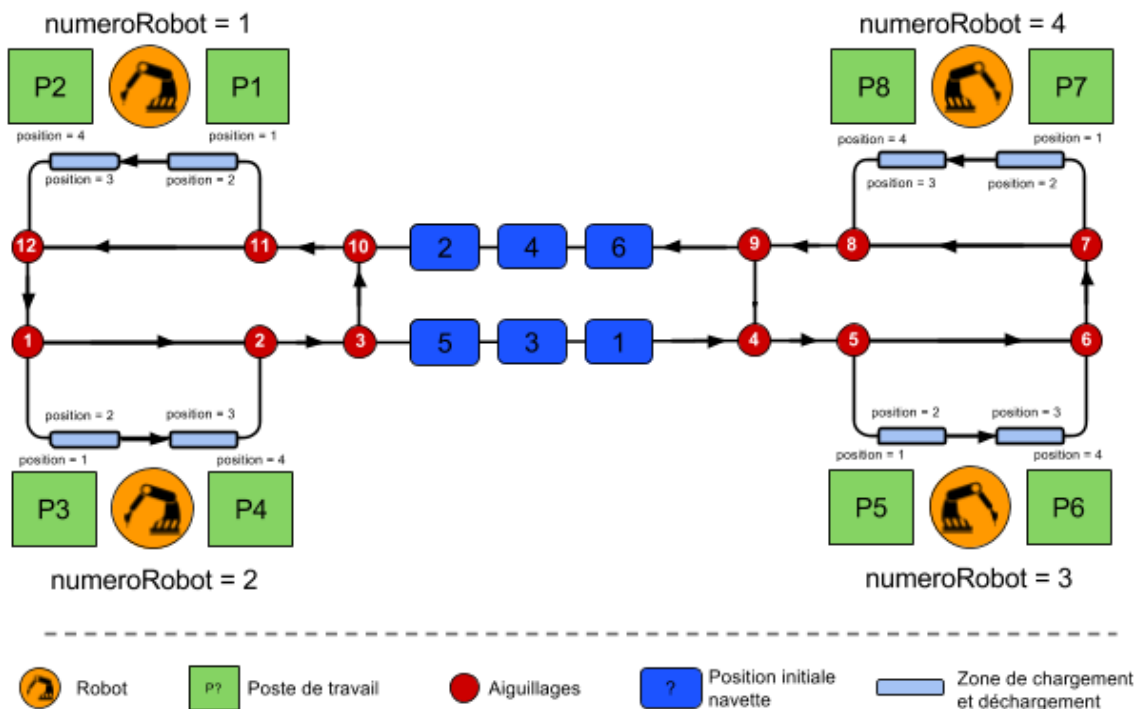 numeroRobot = 1
numeroRobot = 4
P2
P1
P8
P7
position = 4
position = 1
position = 4
position = 1
position = 3
position = 2
position = 3
position = 2
12
11
10
2
4
6
9
8
7
1
2
3
5
3
1
4
5
6
position = 2
position = 3
position = 2
position = 3
position = 1
position = 4
position = 1
position = 4
P3
P4
P5
P6
numeroRobot = 2
numeroRobot = 3
Robot
P?
Poste de travail
Aiguillages
?
Position initiale
navette
Zone de chargement
et déchargement